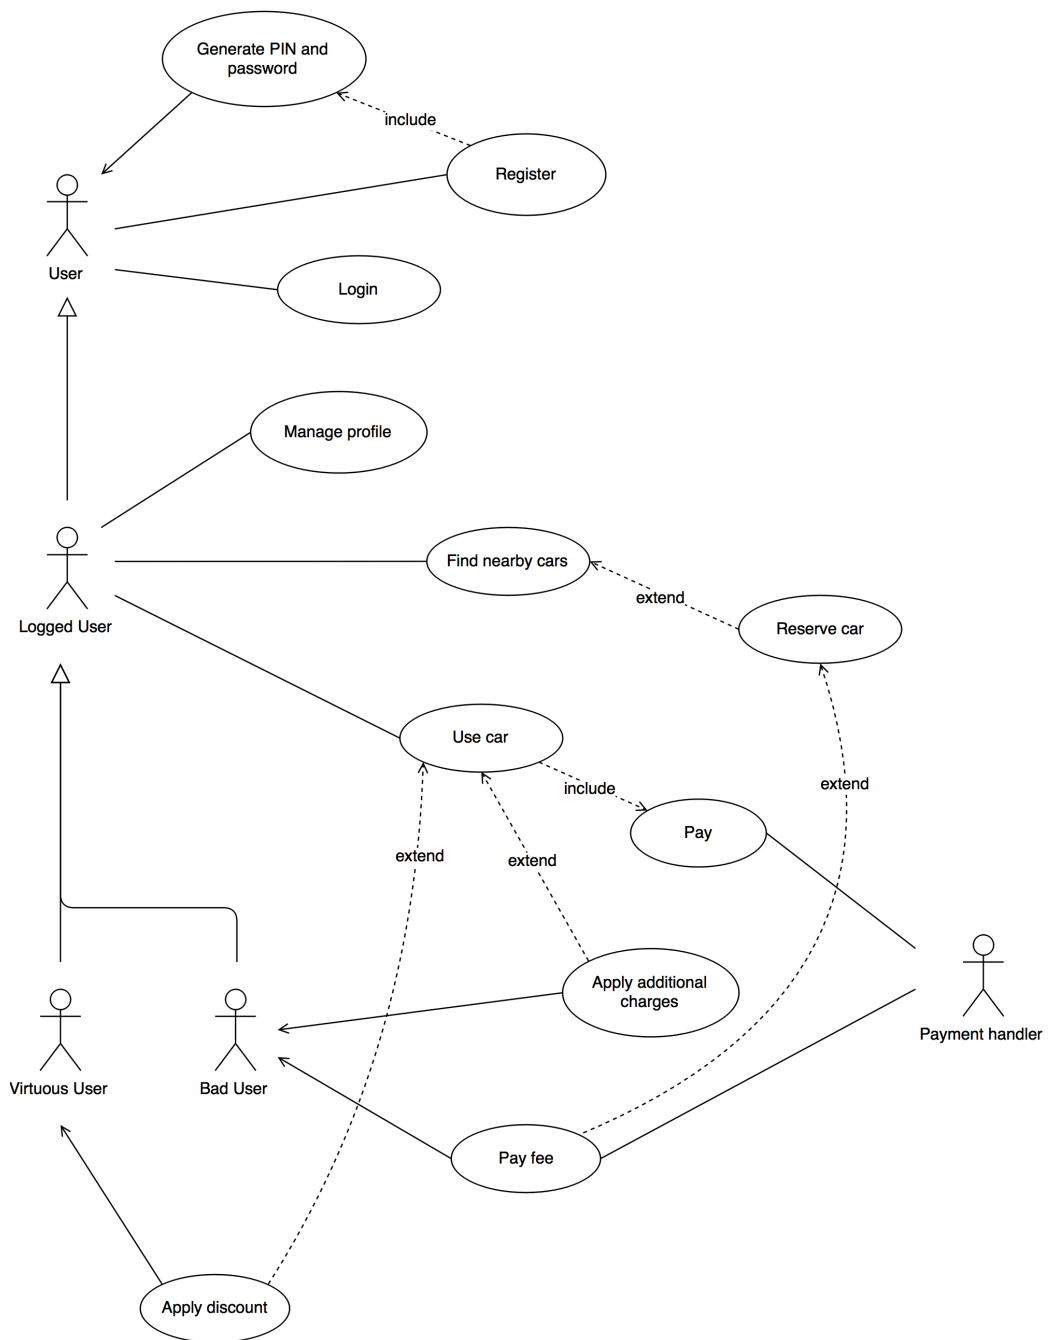 Generate PIN and
password
include
Register
User
Login
Manage profile
Find nearby cars
extend
Reserve car
Logged User
Use car
include
extend
Pay
extend
extend
Apply additional
charges
Payment handler
Virtuous User
Bad User
Pay fee
Apply discount